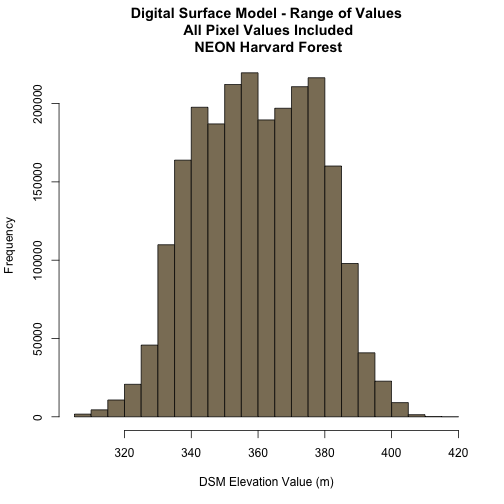 Digital Surface Model - Range of Values
All Pixel Values Included
NEON Harvard Forest
Frequency
200000
150000
100000
50000
0
320 340 360 380 400 420
DSM Elevation Value (m)